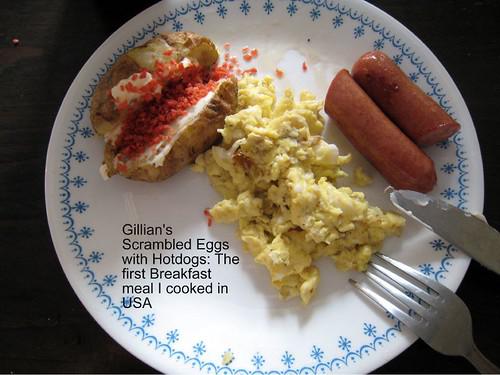 Gillian's
Scrambled Eggs
with Hotdogs: The
first Breakfast
meal I cooked in
USA